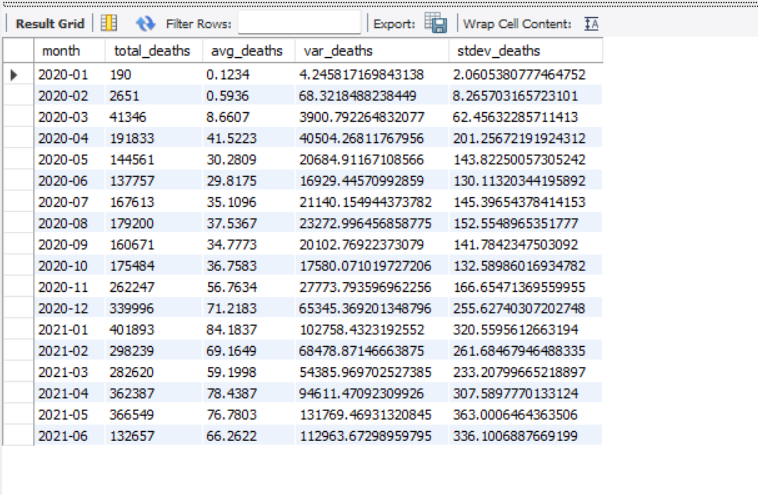 Result Grid Filter Rows: Export: Wrap Cell Content: IA
month total_deaths avg_deaths var_deaths stdev_deaths
2020-01 190 0.1234 4.245817169843138 2.0605380777464752
2020-02 2651 0.5936 68.3218488238449 8.265703165723101
2020-03 41346 8.6607 3900.792264832077 62.45632285711413
2020-04 191833 41.5223 40504.26811767956 201.25672191924312
2020-05 144561 30.2809 20684.91167108566 143.82250057305242
2020-06 137757 29.8175 16929.44570992859 130.11320344195892
2020-07 167613 35.1096 21140.154944373782 145.39654378414153
2020-08 179200 37.5367 23272.996456858775 152.5548965351777
2020-09 160671 34.7773 20102.76922373079 141.7842347503092
2020-10 175484 36.7583 17580.071019727206 132.58986016934782
2020-11 262247 56.7634 27773.793596962256 166.65471369559955
2020-12 339996 71.2183 65345.369201348796 255.62740307202748
2021-01 401893 84.1837 102758.4323192552 320.5595612663194
2021-02 298239 69.1649 68478.87146663875 261.68467946488335
2021-03 282620 59.1998 54385.969702527385 233.20799665218897
2021-04 362387 78.4387 94611.47092309926 307.5897770133124
2021-05 366549 76.7803 131769.46931320845 363.0006464363506
2021-06 132657 66.2622 112963.67298959795 336.1006887669199